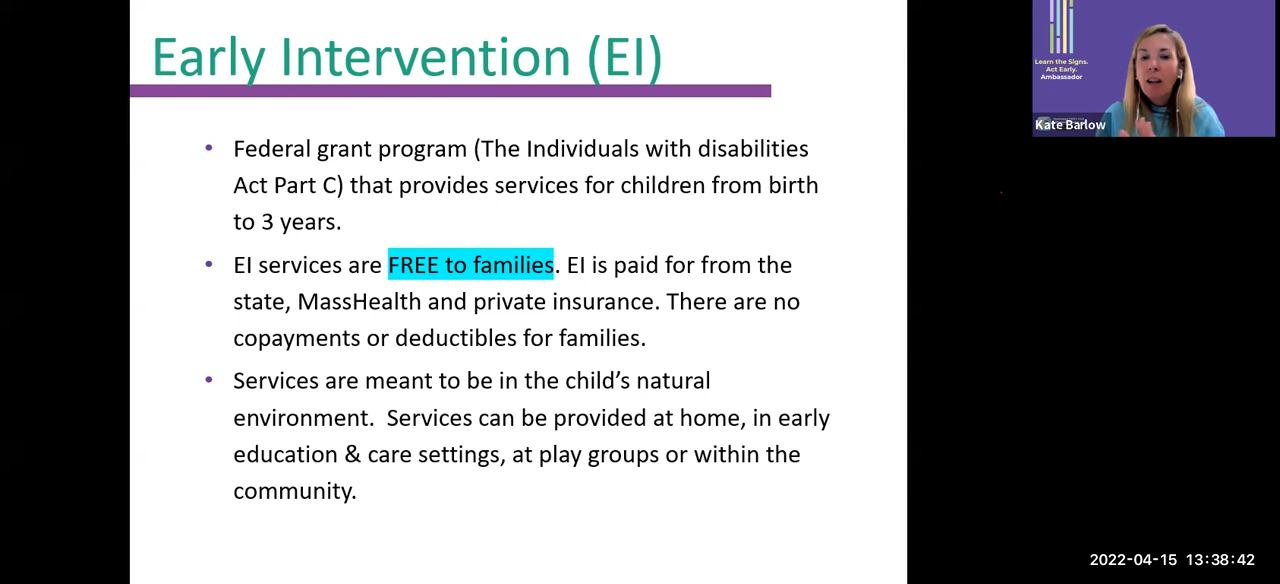 Early Intervention (EI)
• Federal grant program (The Individuals with disabilities
Act Part C) that provides services for children from birth
to 3 years.
• EI services are FREE to families. EI is paid for from the
state, MassHealth and private insurance. There are no
copayments or deductibles for families.
• Services are meant to be in the child’s natural
environment.  Services can be provided at home, in early
education & care settings, at play groups or within the
community.
Learn the Signs.
Act Early.
Ambassador
Kate Barlow
2022-04-15 13:38:42